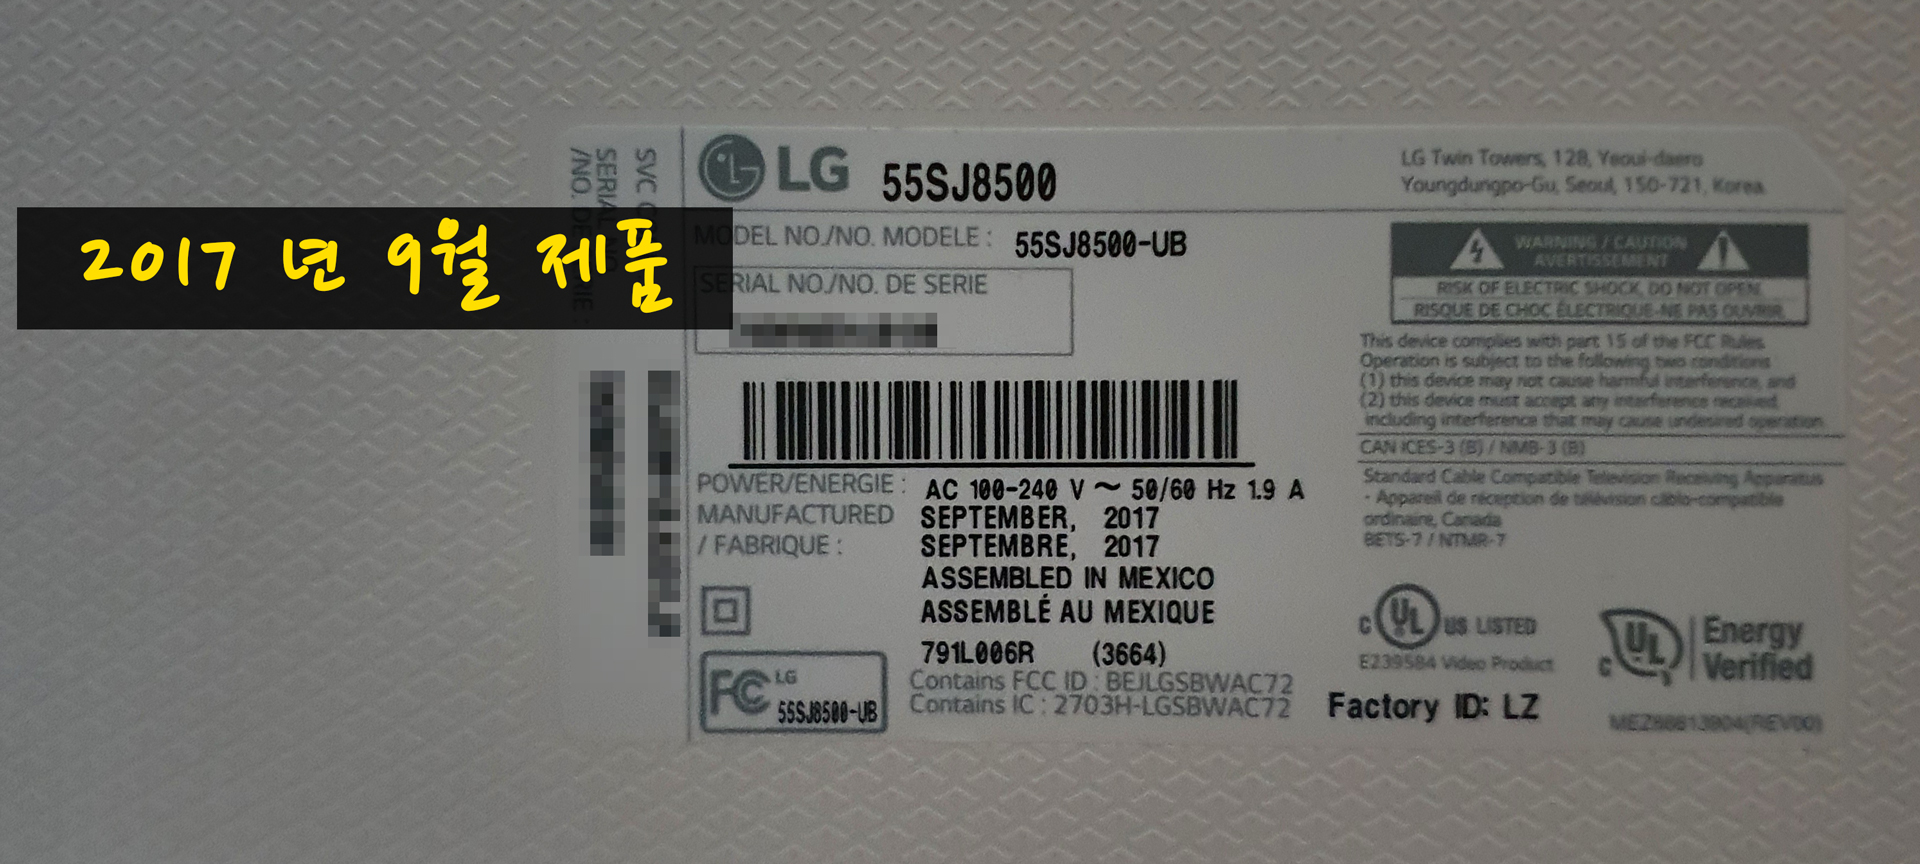 2017 년 9월 제품
SVC
SERIAL
/NO. DE
LG 55SJ8500
LG Twin Towers, 128, Yeoui-daero
Youngdungpo-Gu, Seoul, 150-721, Korea
MODEL NO./NO. MODELE : 55SJ8500-UB
SERIAL NO./NO. DE SERIE
WARNING / CAUTION
AVERTISSEMENT
RISK OF ELECTRIC SHOCK, DO NOT OPEN.
RISQUE DE CHOC ÉLECTRIQUE-NE PAS OUVRIR.
This device complies with part 15 of the FCC Rules.
Operation is subject to the following two conditions:
(1) this device may not cause harmful interference, and
(2) this device must accept any interference received,
including interference that may cause undesired operation.
CAN ICES-3 (B) / NMB-3 (B)
Standard Cable Compatible Television Receiving Apparatus
- Appareil de réception de télévision câblo-compatible
ordinaire, Canada
BETS-7 / NTMR-7
POWER/ENERGIE : AC 100-240 V ~ 50/60 Hz 1.9 A
MANUFACTURED SEPTEMBER, 2017
/ FABRIQUE : SEPTEMBRE, 2017
ASSEMBLED IN MEXICO
ASSEMBLÉ AU MEXIQUE
791L006R (3664)
Contains FCC ID : BEJLGSBWAC72
Contains IC : 2703H-LGSBWAC72
FC LG
55SJ8500-UB
C UL US LISTED
E239584 Video Product
C UL Energy
Verified
Factory ID: LZ